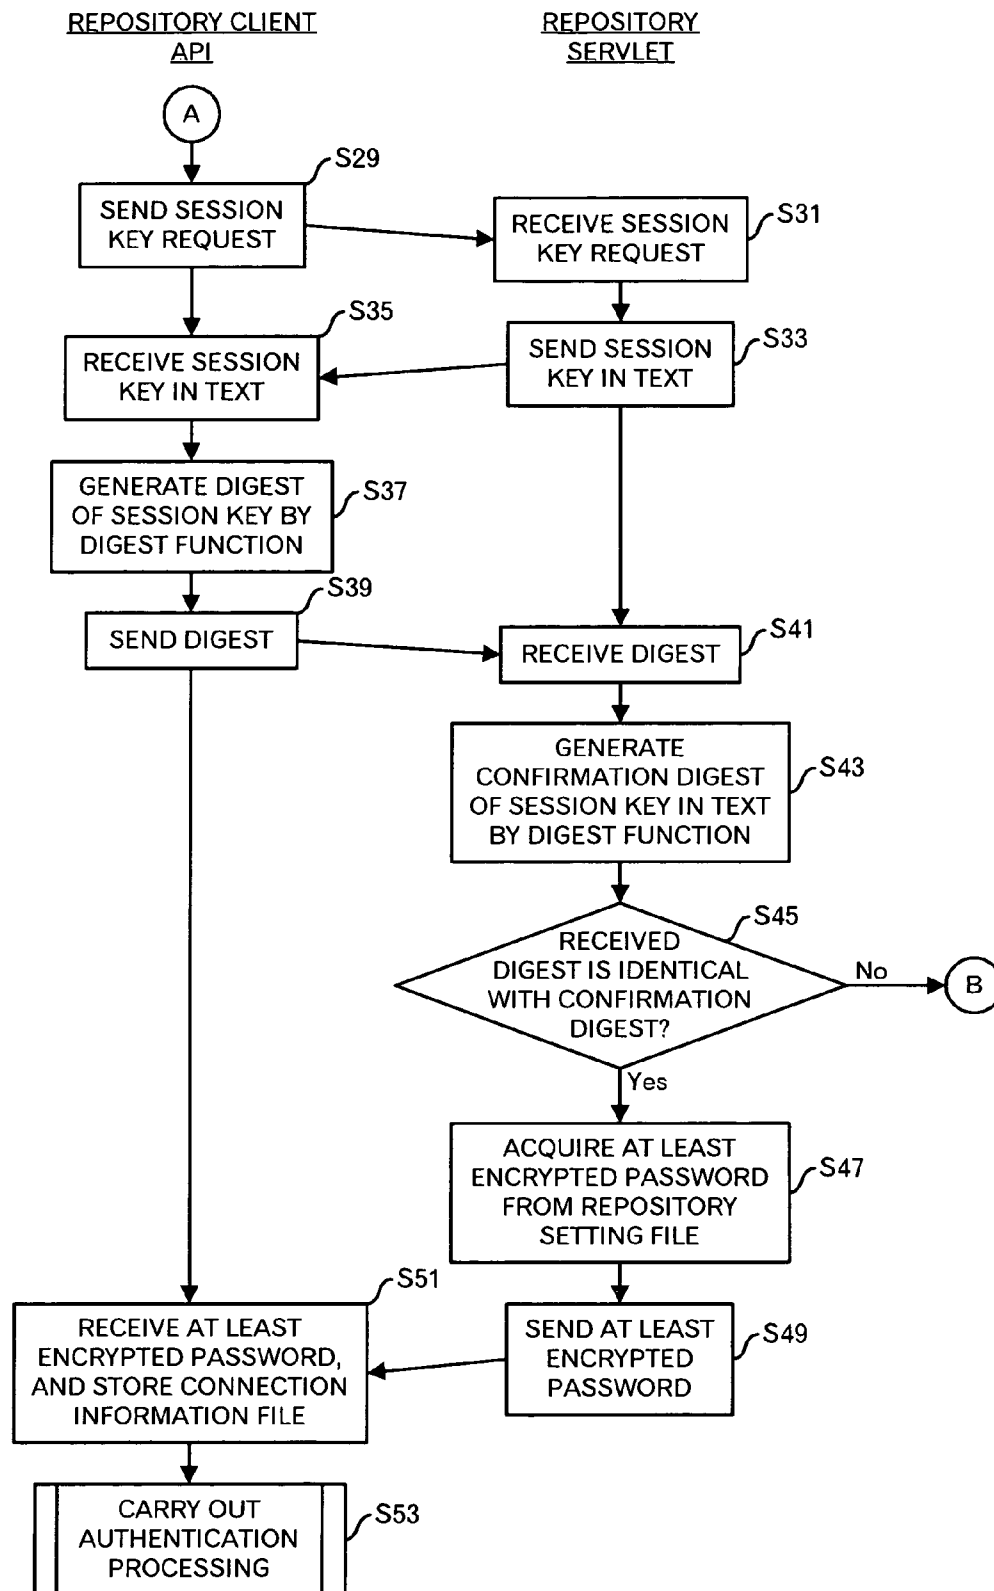 REPOSITORY CLIENT
API
REPOSITORY
SERVLET
A
S29
SEND SESSION
KEY REQUEST
S31
RECEIVE SESSION
KEY REQUEST
S35
RECEIVE SESSION
KEY IN TEXT
S33
SEND SESSION
KEY IN TEXT
S37
GENERATE DIGEST
OF SESSION KEY BY
DIGEST FUNCTION
S39
SEND DIGEST
S41
RECEIVE DIGEST
S43
GENERATE
CONFIRMATION DIGEST
OF SESSION KEY IN TEXT
BY DIGEST FUNCTION
S45
RECEIVED
DIGEST IS IDENTICAL
WITH CONFIRMATION
DIGEST?
No
B
Yes
S47
ACQUIRE AT LEAST
ENCRYPTED PASSWORD
FROM REPOSITORY
SETTING FILE
S51
RECEIVE AT LEAST
ENCRYPTED PASSWORD,
AND STORE CONNECTION
INFORMATION FILE
S49
SEND AT LEAST
ENCRYPTED
PASSWORD
S53
CARRY OUT
AUTHENTICATION
PROCESSING